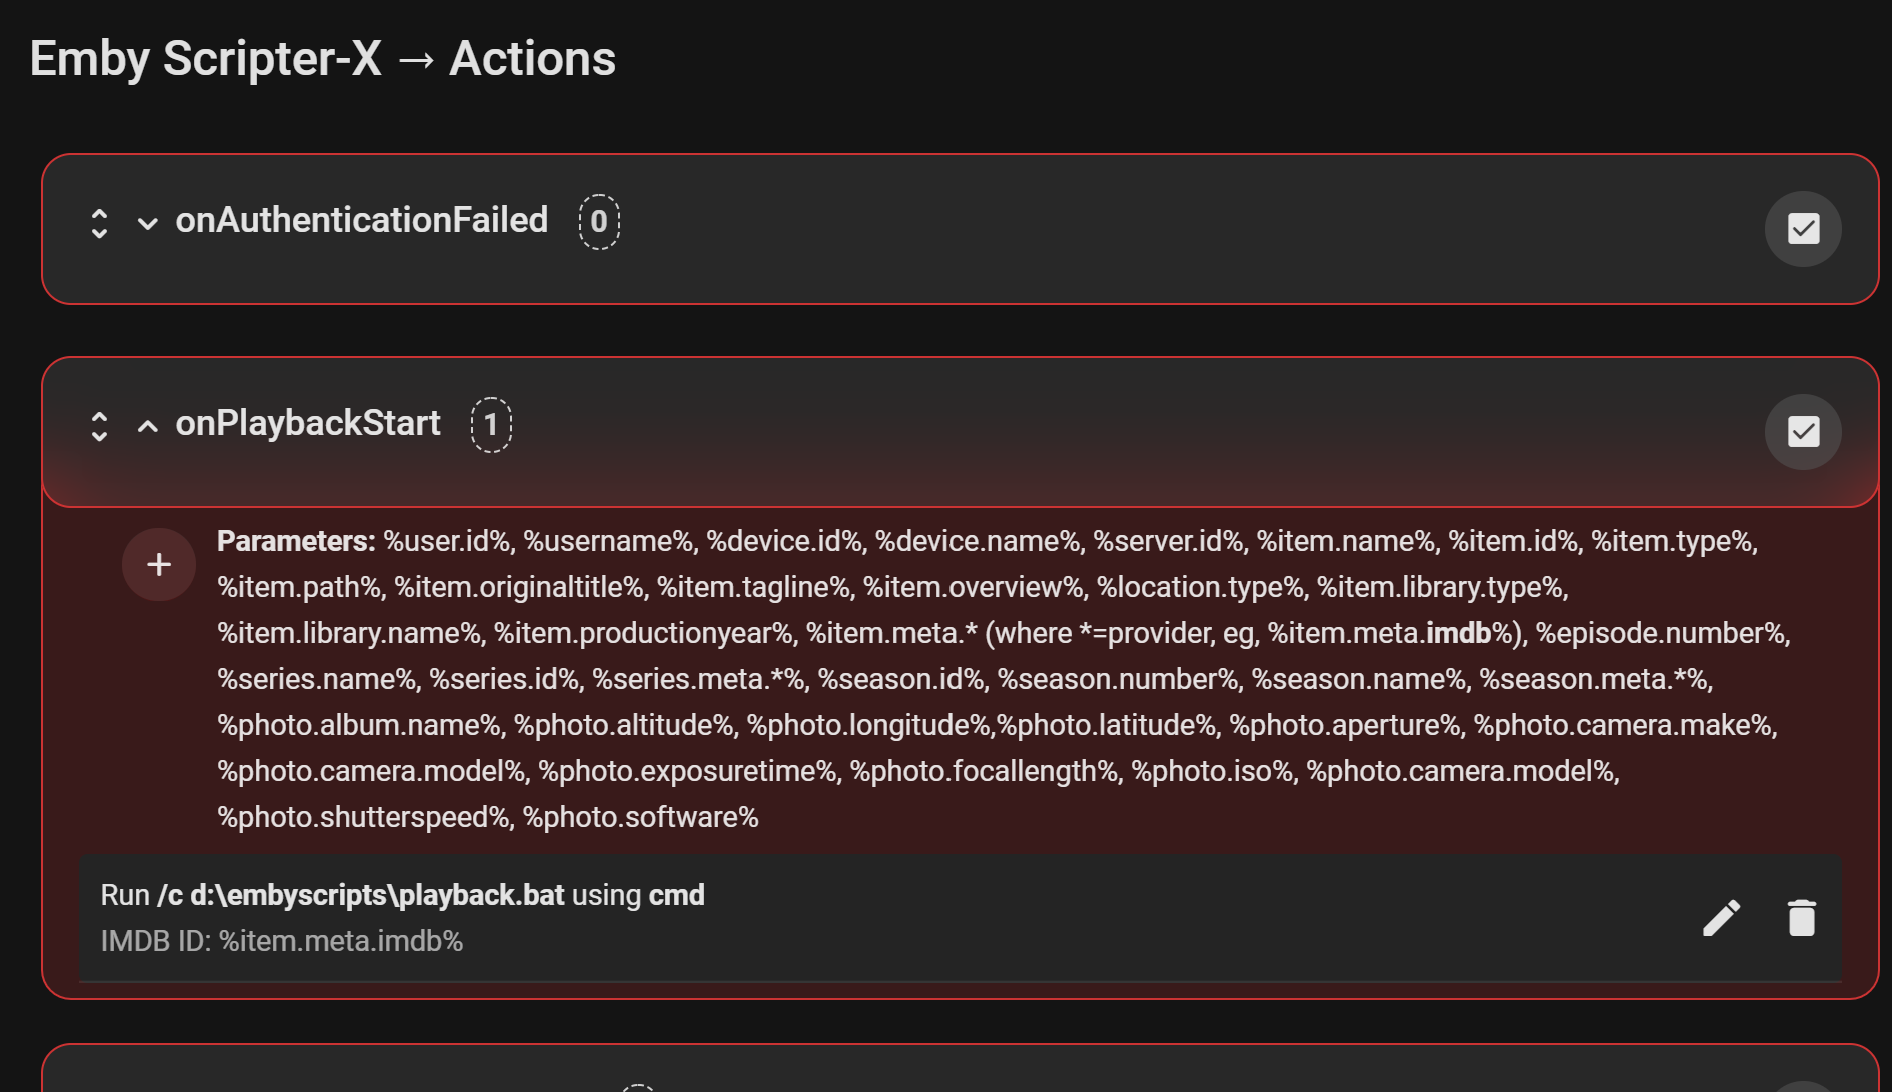 Emby Scripter-X → Actions
onAuthenticationFailed 0
onPlaybackStart 1
Parameters: %user.id%, %username%, %device.id%, %device.name%, %server.id%, %item.name%, %item.id%, %item.type%,
%item.path%, %item.originaltitle%, %item.tagline%, %item.overview%, %location.type%, %item.library.type%,
%item.library.name%, %item.productionyear%, %item.meta.* (where *=provider, eg, %item.meta.imdb%), %episode.number%,
%series.name%, %series.id%, %series.meta.*%, %season.id%, %season.number%, %season.name%, %season.meta.*%,
%photo.album.name%, %photo.altitude%, %photo.longitude%,%photo.latitude%, %photo.aperture%, %photo.camera.make%,
%photo.camera.model%, %photo.exposuretime%, %photo.focallength%, %photo.iso%, %photo.camera.model%,
%photo.shutterspeed%, %photo.software%
Run /c d:\embyscripts\playback.bat using cmd
IMDB ID: %item.meta.imdb%